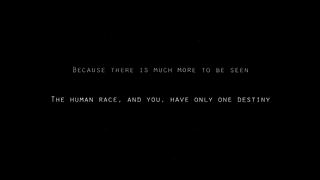 Because there is much more to be seen
The human race, and you, have only one destiny